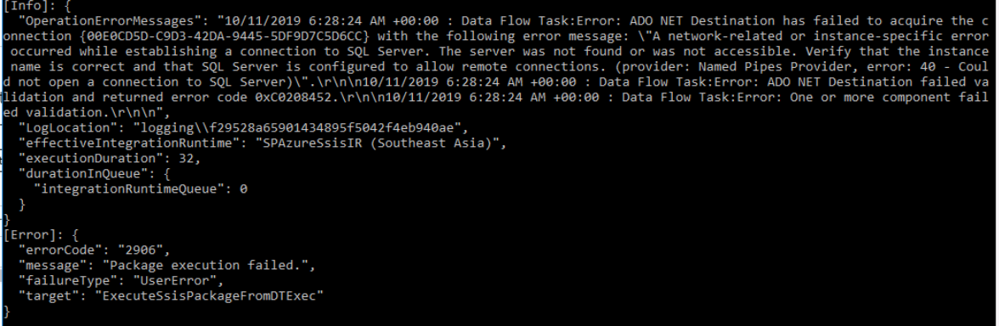 [Info]: {
  "OperationErrorMessages": "10/11/2019 6:28:24 AM +00:00 : Data Flow Task:Error: ADO NET Destination has failed to acquire the c
onnection {00E0CD5D-C9D3-42DA-9445-5DF9D7C5D6CC} with the following error message: \"A network-related or instance-specific error
 occurred while establishing a connection to SQL Server. The server was not found or was not accessible. Verify that the instance
 name is correct and that SQL Server is configured to allow remote connections. (provider: Named Pipes Provider, error: 40 - Coul
d not open a connection to SQL Server)\".\r\n\n10/11/2019 6:28:24 AM +00:00 : Data Flow Task:Error: ADO NET Destination failed va
lidation and returned error code 0xC0208452.\r\n\n10/11/2019 6:28:24 AM +00:00 : Data Flow Task:Error: One or more component fail
ed validation.\r\n\n",
  "LogLocation": "logging\\f29528a65901434895f5042f4eb940ae",
  "effectiveIntegrationRuntime": "SPAzureSsisIR (Southeast Asia)",
  "executionDuration": 32,
  "durationInQueue": {
    "integrationRuntimeQueue": 0
  }
}
[Error]: {
  "errorCode": "2906",
  "message": "Package execution failed.",
  "failureType": "UserError",
  "target": "ExecuteSsisPackageFromDTExec"
}